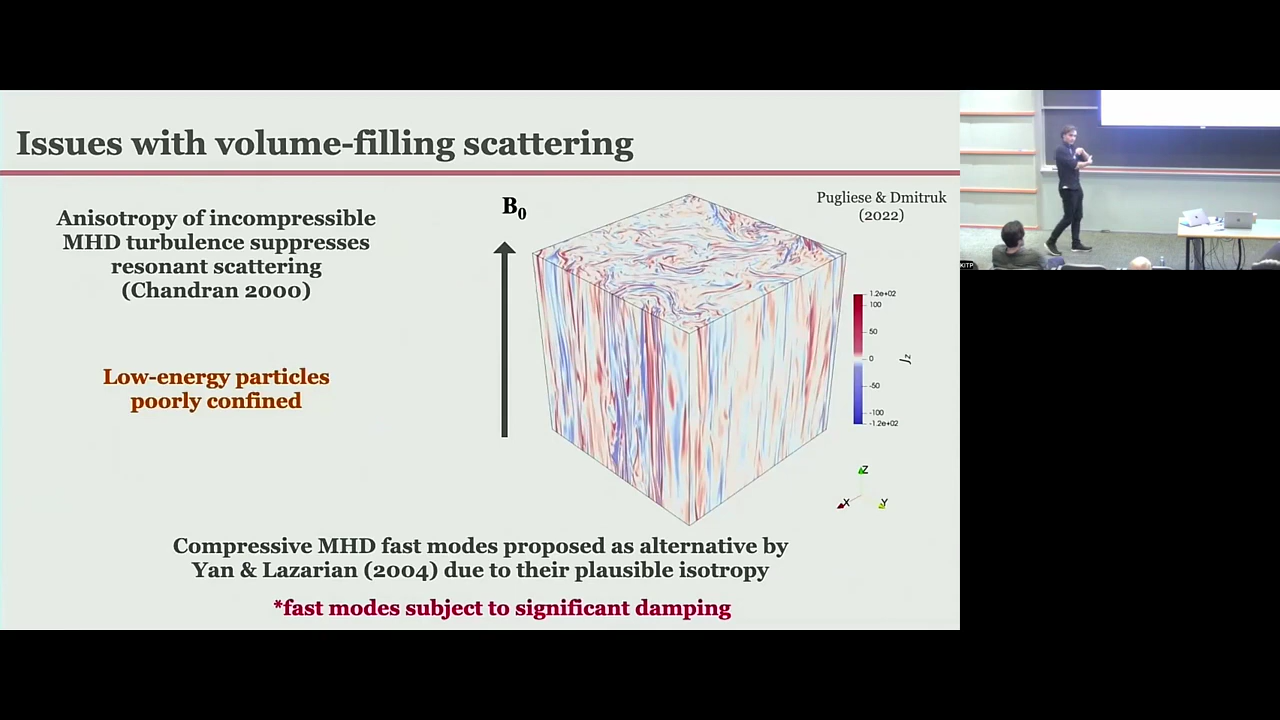 Issues with volume-filling scattering
Anisotropy of incompressible
MHD turbulence suppresses
resonant scattering
(Chandran 2000)
Low-energy particles
poorly confined
B0
Pugliese & Dmitruk
(2022)
1.2e+02
100
50
0
-50
-100
-1.2e+02
Jz
Z
X
Y
Compressive MHD fast modes proposed as alternative by
Yan & Lazarian (2004) due to their plausible isotropy
*fast modes subject to significant damping
KITP